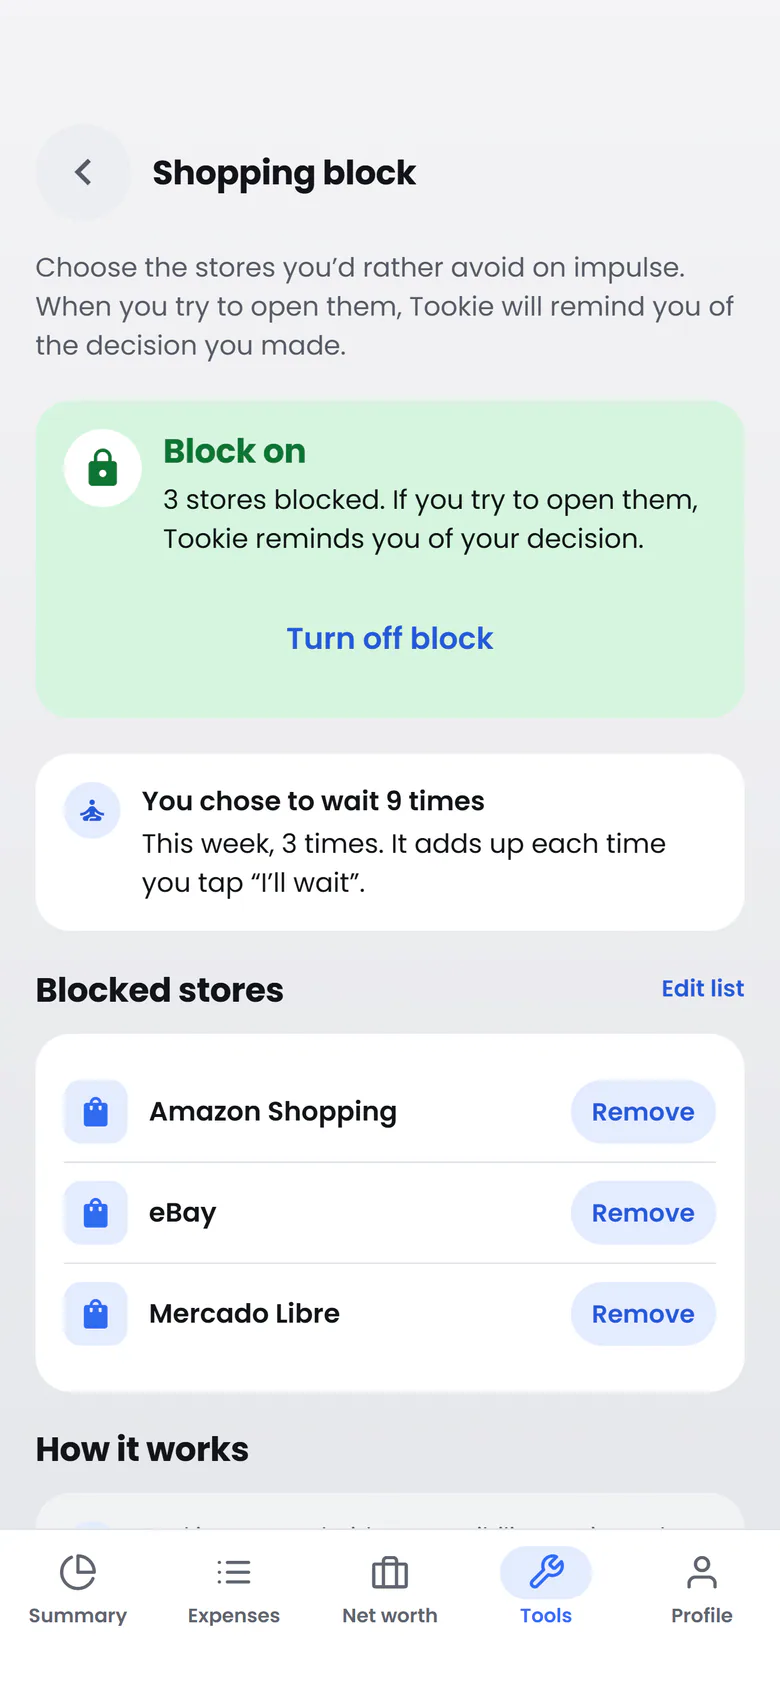 Shopping block
Choose the stores you’d rather avoid on impulse.
When you try to open them, Tookie will remind you of
the decision you made.
Block on
3 stores blocked. If you try to open them,
Tookie reminds you of your decision.
Turn off block
You chose to wait 9 times
This week, 3 times. It adds up each time
you tap “I’ll wait”.
Blocked stores
Edit list
Amazon Shopping
Remove
eBay
Remove
Mercado Libre
Remove
How it works
Summary
Expenses
Net worth
Tools
Profile